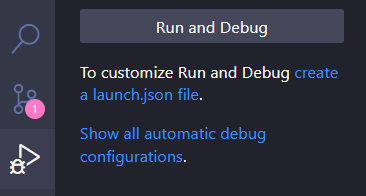 Run and Debug
To customize Run and Debug create
a launch.json file.
1
Show all automatic debug
configurations.